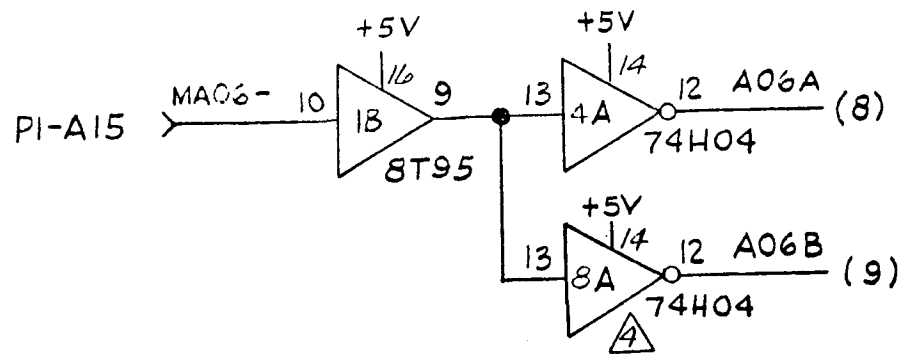 +5V
+5V
16
14
MA06-
10
9
13
12
A06A
P1-A15
1B
4A
(8)
8T95
74H04
+5V
14
13
12
A06B
8A
(9)
74H04
4